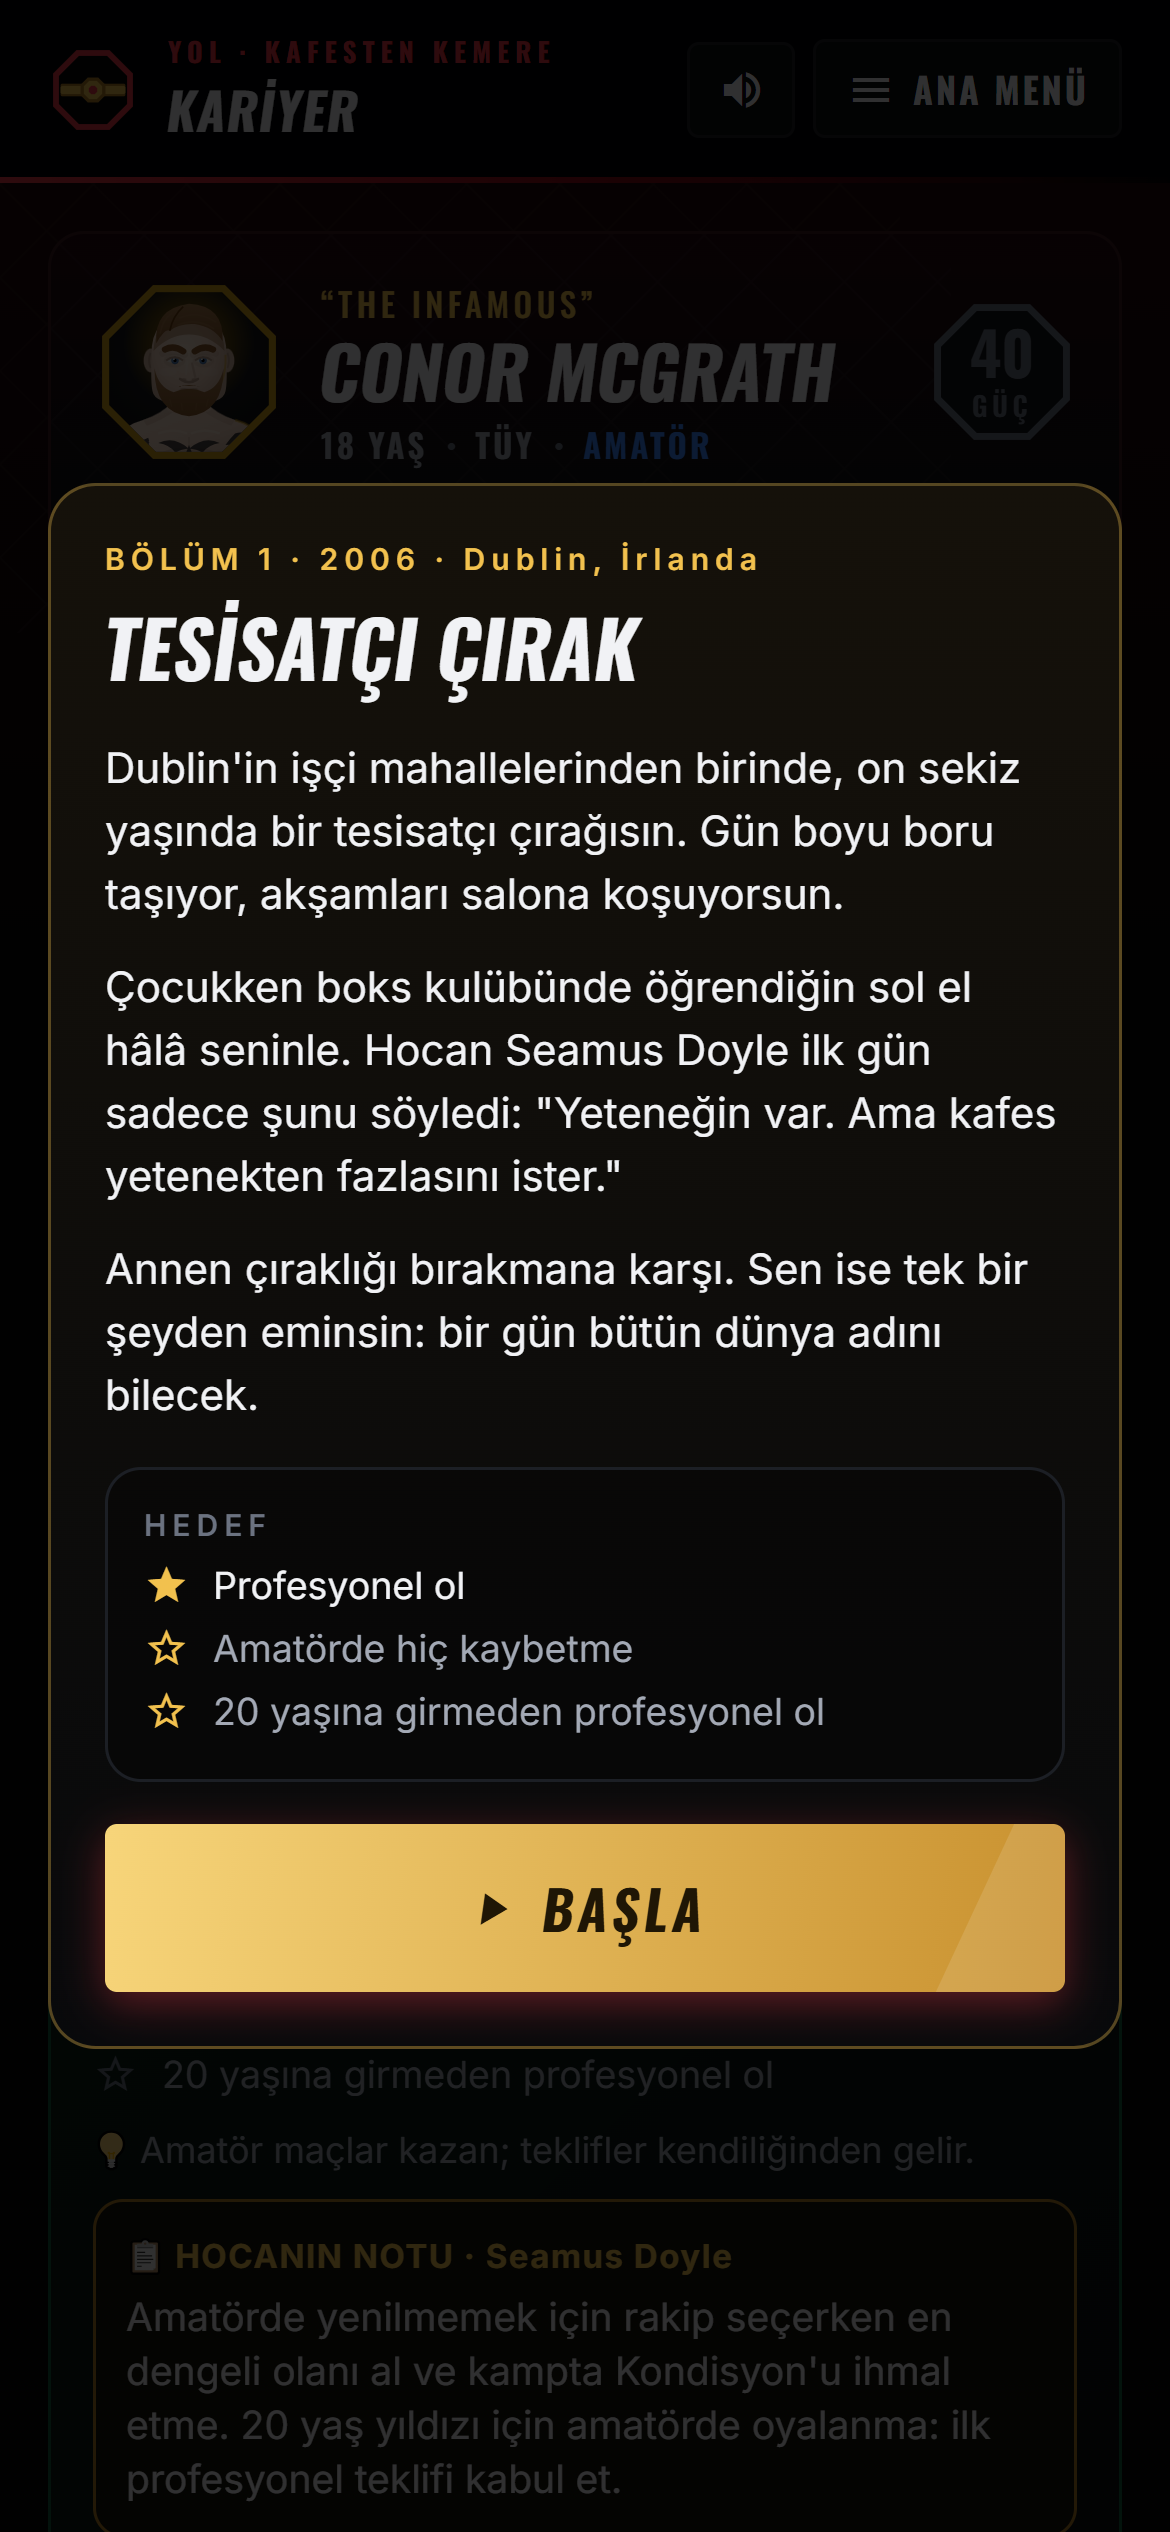 YOL · KAFESTEN KEMERE
KARİYER
ANA MENÜ
“THE INFAMOUS”
CONOR MCGRATH
18 YAŞ · TÜY · AMATÖR
40
GÜÇ
BÖLÜM 1 · 2006 · Dublin, İrlanda
TESİSATÇI ÇIRAK
Dublin'in işçi mahallelerinden birinde, on sekiz
yaşında bir tesisatçı çırağısın. Gün boyu boru
taşıyor, akşamları salona koşuyorsun.
Çocukken boks kulübünde öğrendiğin sol el
hâlâ seninle. Hocan Seamus Doyle ilk gün
sadece şunu söyledi: "Yeteneğin var. Ama kafes
yetenekten fazlasını ister."
Annen çıraklığı bırakmana karşı. Sen ise tek bir
şeyden eminsin: bir gün bütün dünya adını
bilecek.
HEDEF
Profesyonel ol
Amatörde hiç kaybetme
20 yaşına girmeden profesyonel ol
BAŞLA
20 yaşına girmeden profesyonel ol
Amatör maçlar kazan; teklifler kendiliğinden gelir.
HOCANIN NOTU · Seamus Doyle
Amatörde yenilmemek için rakip seçerken en
dengeli olanı al ve kampta Kondisyon'u ihmal
etme. 20 yaş yıldızı için amatörde oyalanma: ilk
profesyonel teklifi kabul et.